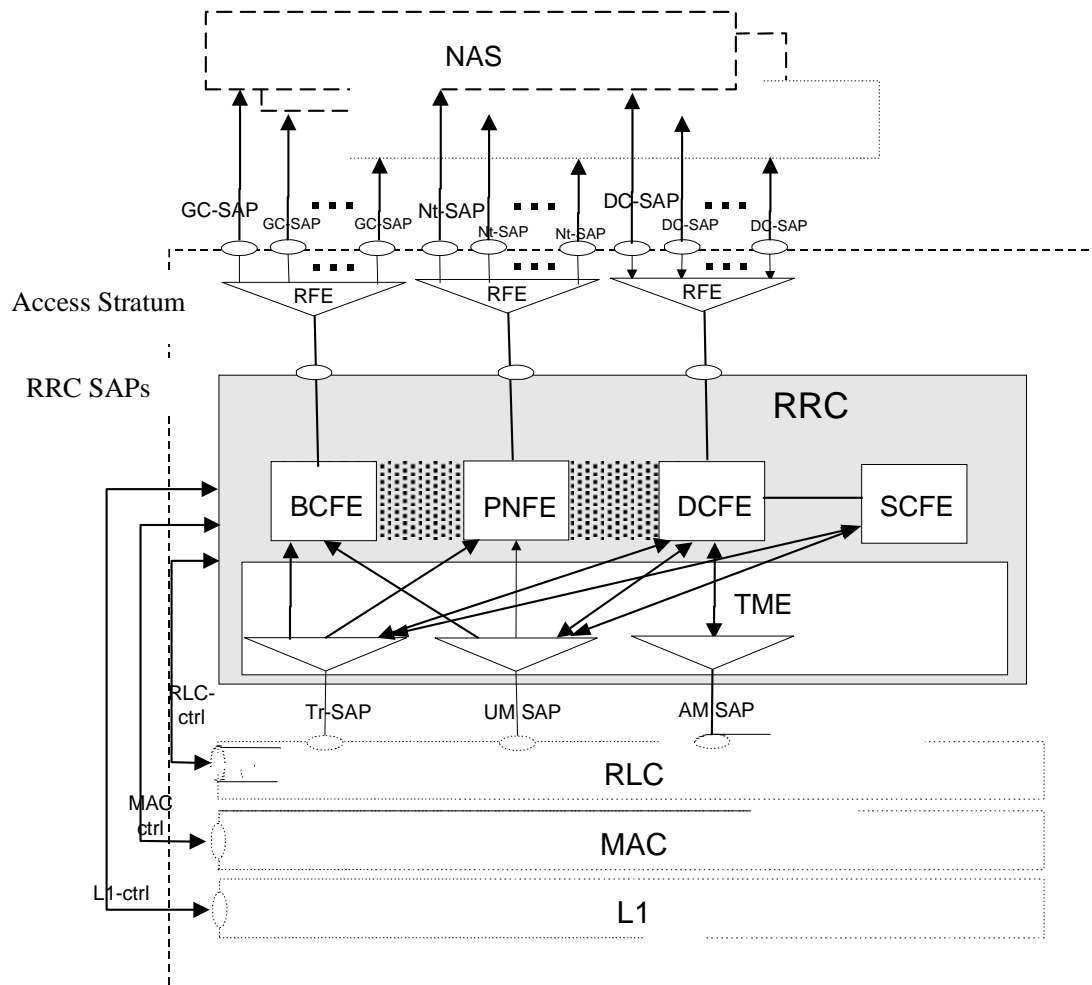 NAS
GC-SAP
GC-SAP
GC-SAP
Nt-SAP
Nt-SAP
Nt-SAP
DC-SAP
DC-SAP
DC-SAP
RFE
RFE
RFE
Access Stratum
RRC SAPs
RRC
BCFE
PNFE
DCFE
SCFE
TME
RLC-
ctrl
Tr-SAP
UM SAP
AM SAP
RLC
MAC
ctrl
MAC
L1-ctrl
L1